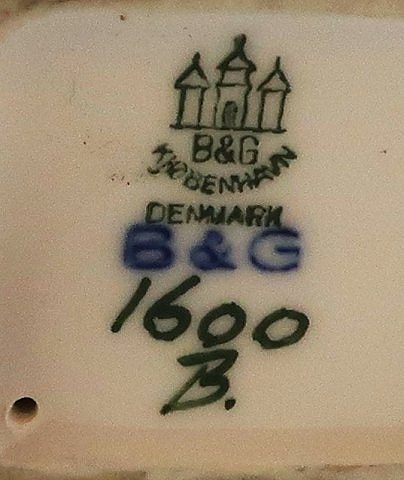 B&G
KJØBENHAVN
DENMARK
B & G
1600
B.